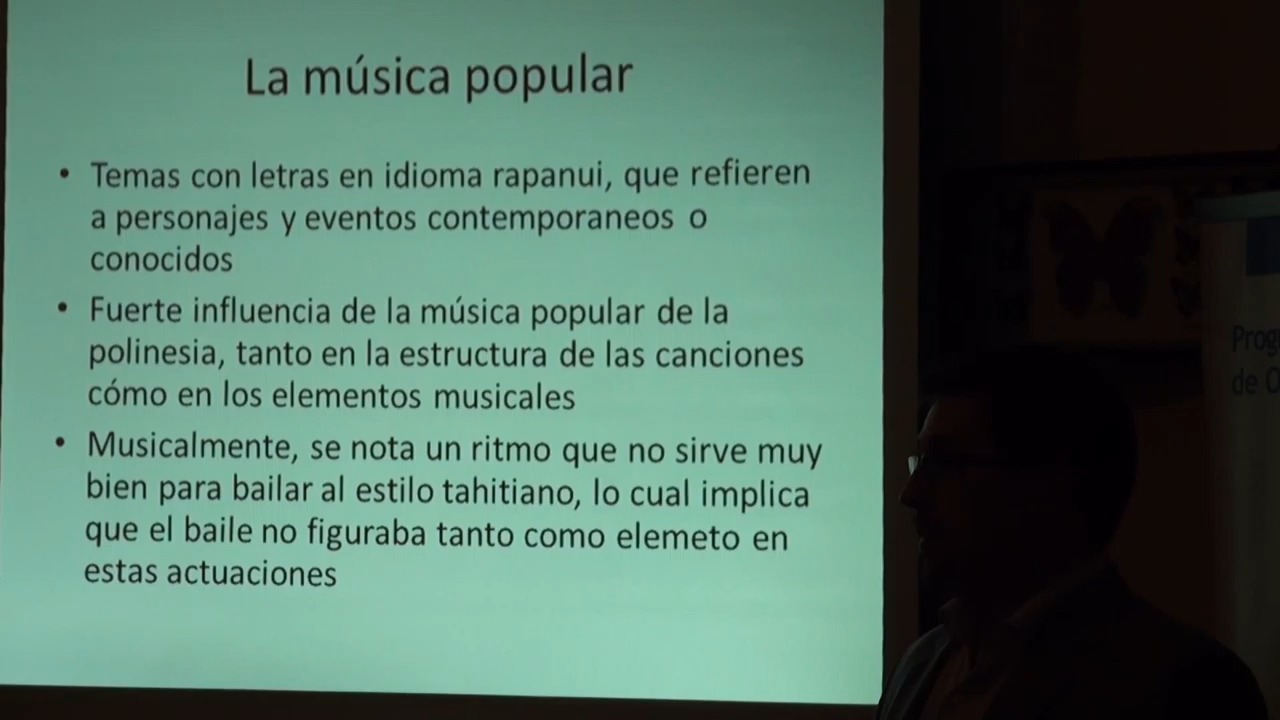 La música popular
• Temas con letras en idioma rapanui, que refieren
a personajes y eventos contemporaneos o
conocidos
• Fuerte influencia de la música popular de la
polinesia, tanto en la estructura de las canciones
cómo en los elementos musicales
• Musicalmente, se nota un ritmo que no sirve muy
bien para bailar al estilo tahitiano, lo cual implica
que el baile no figuraba tanto como elemeto en
estas actuaciones
Prog
de